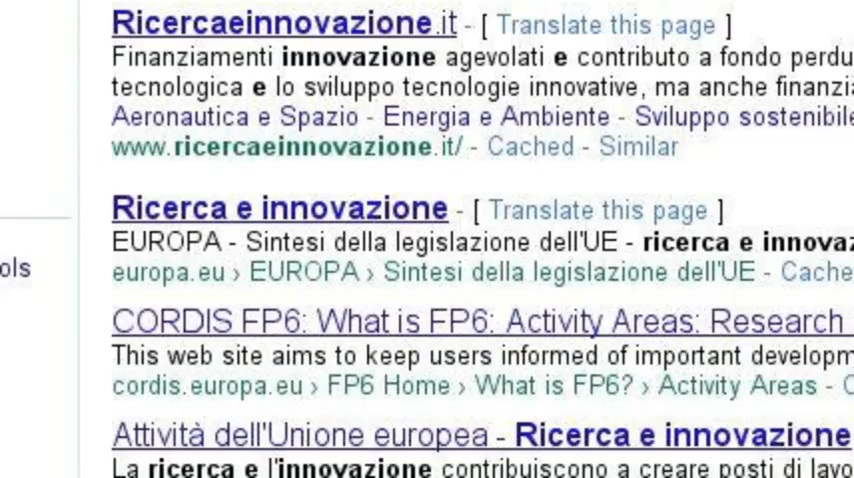 Ricercaeinnovazione.it - [ Translate this page ]
Finanziamenti innovazione agevolati e contributo a fondo perdu
tecnologica e lo sviluppo tecnologie innovative, ma anche finanzia
Aeronautica e Spazio - Energia e Ambiente - Sviluppo sostenibile
www.ricercaeinnovazione.it/ - Cached - Similar
Ricerca e innovazione - [ Translate this page ]
EUROPA - Sintesi della legislazione dell'UE - ricerca e innovaz
europa.eu › EUROPA › Sintesi della legislazione dell'UE - Cache
ols
CORDIS FP6: What is FP6: Activity Areas: Research
This web site aims to keep users informed of important developm
cordis.europa.eu › FP6 Home › What is FP6? › Activity Areas - C
Attività dell'Unione europea - Ricerca e innovazione
La ricerca e l'innovazione contribuiscono a creare posti di lavo